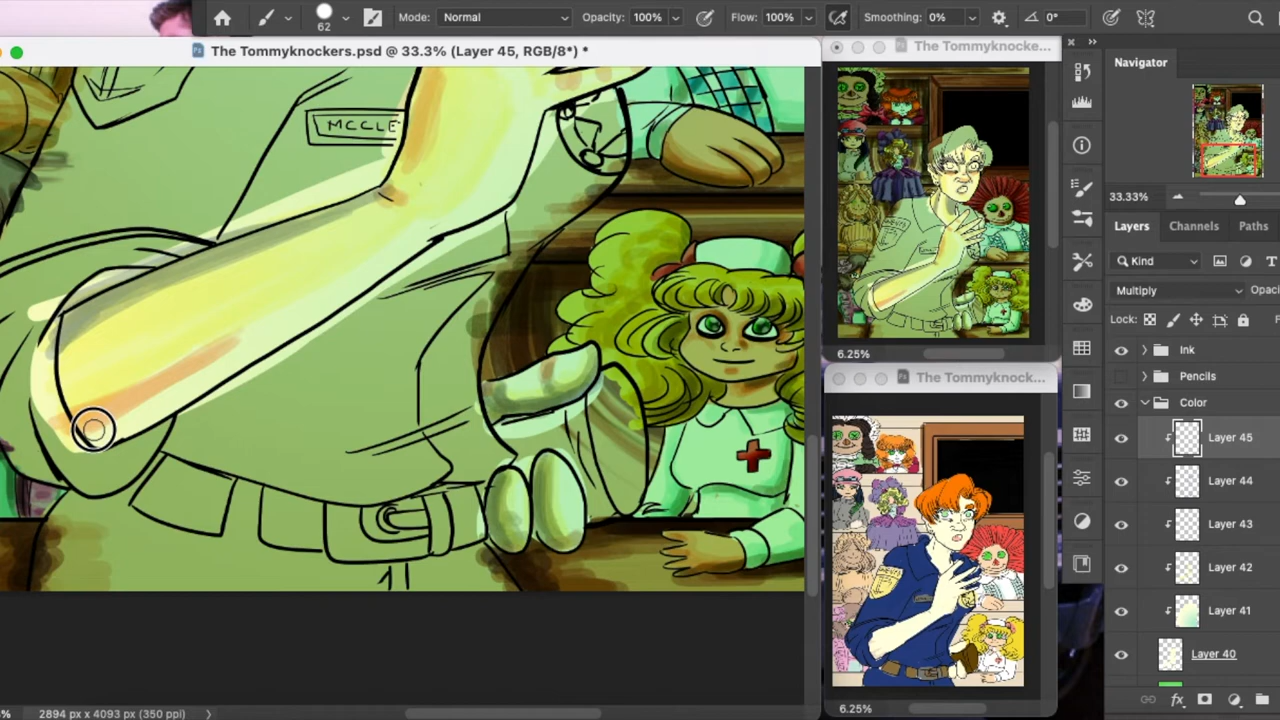 62
Mode: Normal
Opacity: 100%
Flow: 100%
Smoothing: 0%
0°
The Tommyknockers.psd @ 33.3% (Layer 45, RGB/8*) *
The Tommyknocke...
Navigator
MCCLE
33.33%
Layers Channels Paths
Kind
T
Multiply
Opaci
Lock:
6.25%
Ink
The Tommyknock...
Pencils
Color
Layer 45
Layer 44
Layer 43
Layer 42
Layer 41
Layer 40
fx
6.25%
2894 px x 4093 px (350 ppi)